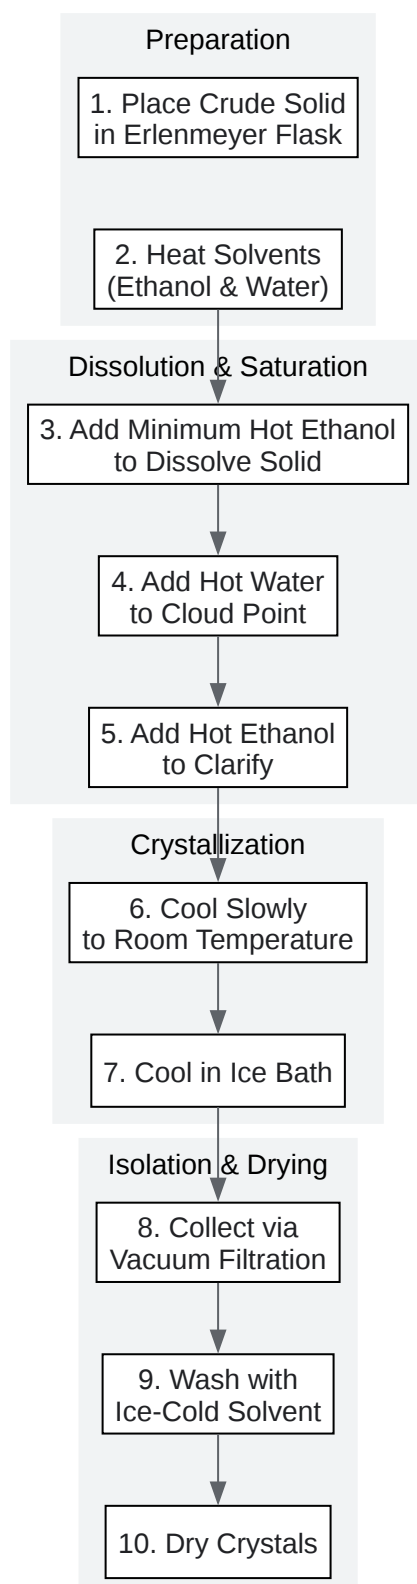 Preparation
1. Place Crude Solid
in Erlenmeyer Flask
2. Heat Solvents
(Ethanol & Water)
Dissolution & Saturation
3. Add Minimum Hot Ethanol
to Dissolve Solid
4. Add Hot Water
to Cloud Point
5. Add Hot Ethanol
to Clarify
Crystallization
6. Cool Slowly
to Room Temperature
7. Cool in Ice Bath
Isolation & Drying
8. Collect via
Vacuum Filtration
9. Wash with
Ice-Cold Solvent
10. Dry Crystals